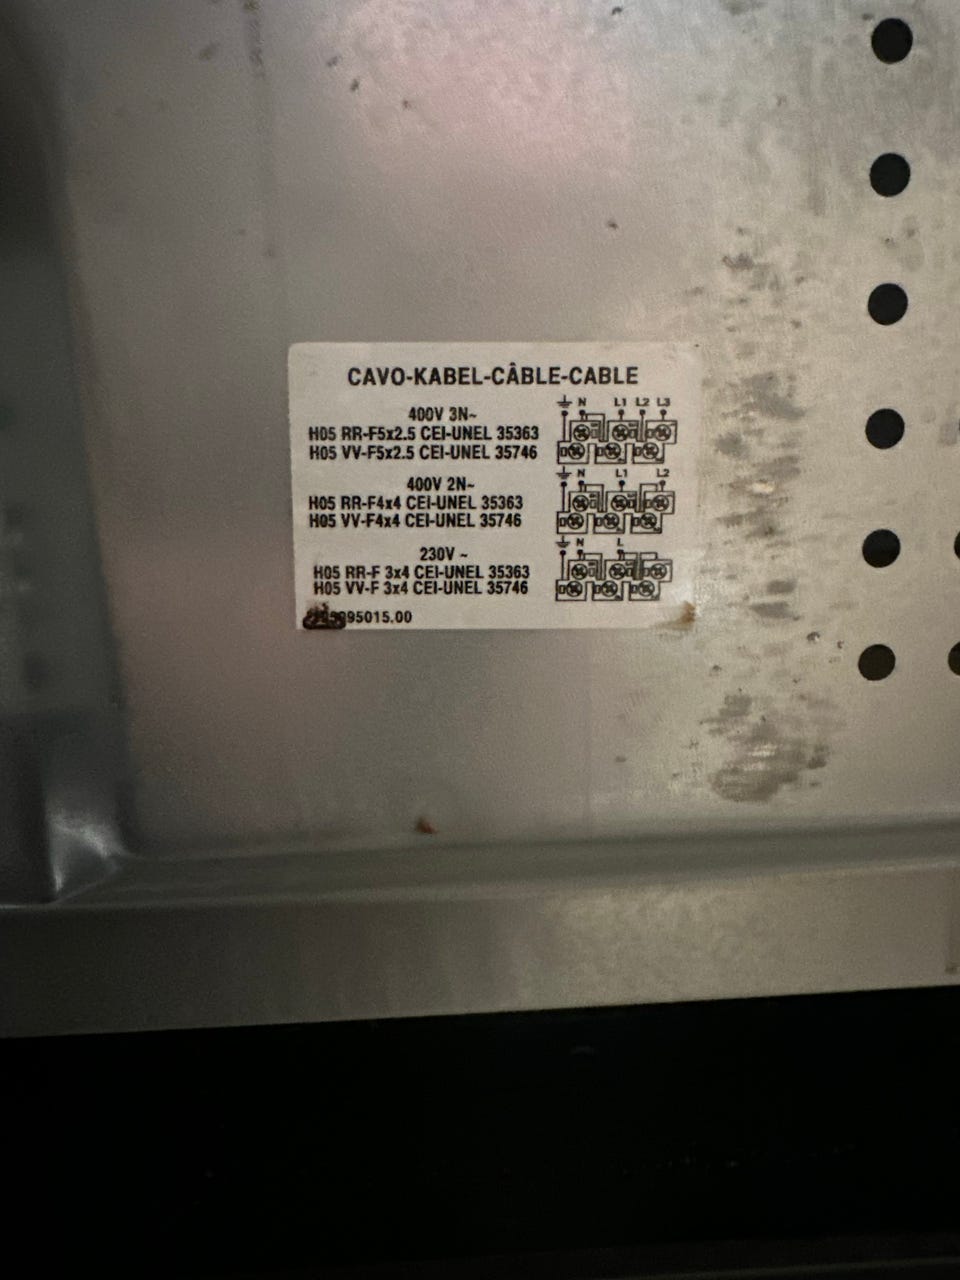 CAVO-KABEL-CÂBLE-CABLE
400V 3N~
H05 RR-F5x2.5 CEI-UNEL 35363
H05 VV-F5x2.5 CEI-UNEL 35746
N L1 L2 L3
400V 2N~
H05 RR-F4x4 CEI-UNEL 35363
H05 VV-F4x4 CEI-UNEL 35746
N L1 L2
230V ~
H05 RR-F 3x4 CEI-UNEL 35363
H05 VV-F 3x4 CEI-UNEL 35746
N L
95015.00